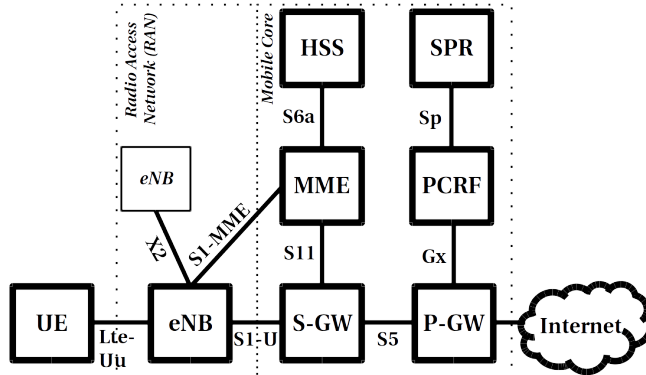 Radio Access
Network (RAN)
Mobile Core
HSS
SPR
S6a
Sp
eNB
MME
PCRF
X2
S1-MME
S11
Gx
UE
eNB
S-GW
P-GW
Internet
Lte-
Uu
S1-U
S5